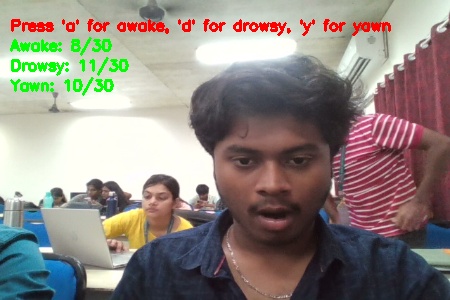 Press 'a' for awake, 'd' for drowsy, 'y' for yawn
Awake: 8/30
Drowsy: 11/30
Yawn: 10/30